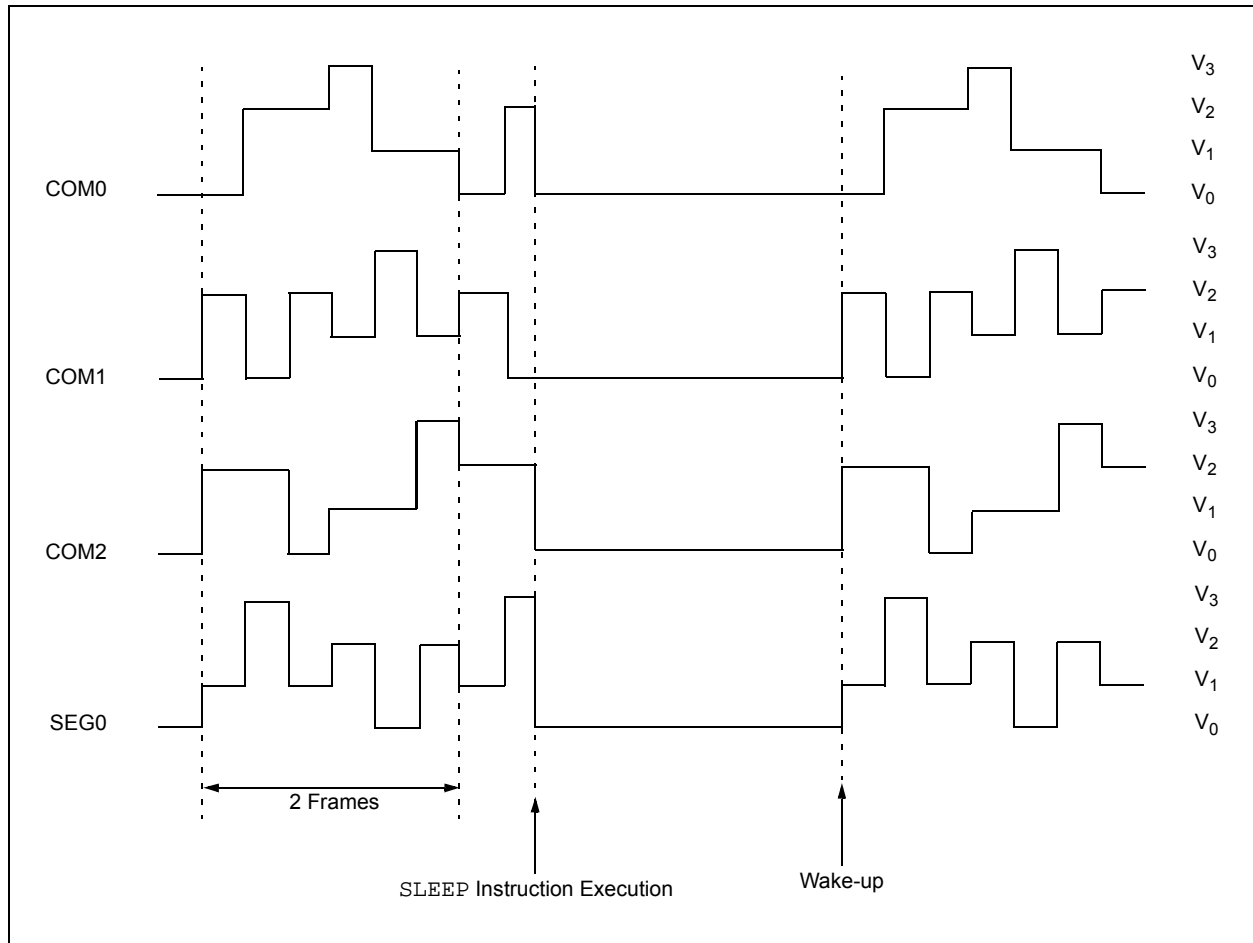 V3
V2
V1
COM0
V0
V3
V2
V1
COM1
V0
V3
V2
V1
COM2
V0
V3
V2
V1
SEG0
V0
2 Frames
SLEEP Instruction Execution
Wake-up